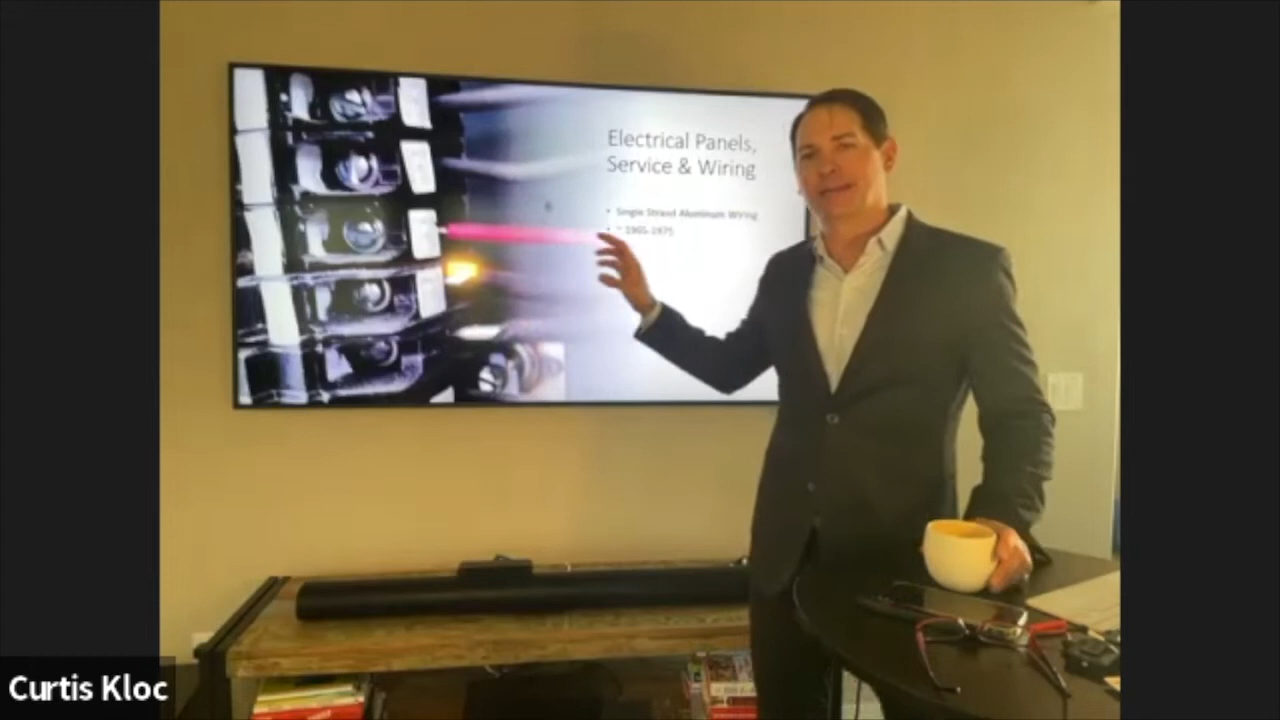 Electrical Panels,
Service & Wiring
• Single Strand Aluminum Wiring
• ~ 1965-1975
Curtis Kloc